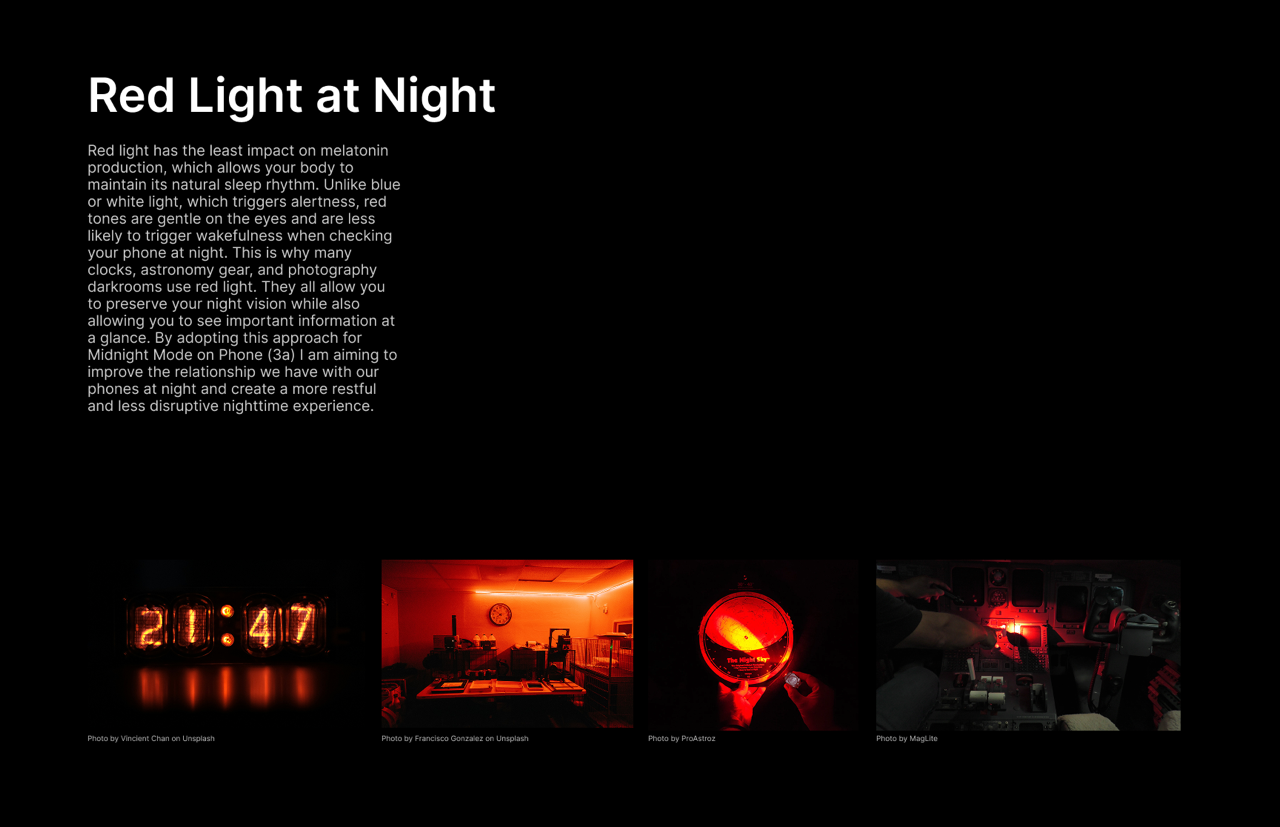 Red Light at Night
Red light has the least impact on melatonin
production, which allows your body to
maintain its natural sleep rhythm. Unlike blue
or white light, which triggers alertness, red
tones are gentle on the eyes and are less
likely to trigger wakefulness when checking
your phone at night. This is why many
clocks, astronomy gear, and photography
darkrooms use red light. They all allow you
to preserve your night vision while also
allowing you to see important information at
a glance. By adopting this approach for
Midnight Mode on Phone (3a) I am aiming to
improve the relationship we have with our
phones at night and create a more restful
and less disruptive nighttime experience.
21:47
The Night Sky
Photo by Vincient Chan on Unsplash
Photo by Francisco Gonzalez on Unsplash
Photo by ProAstroz
Photo by MagLite